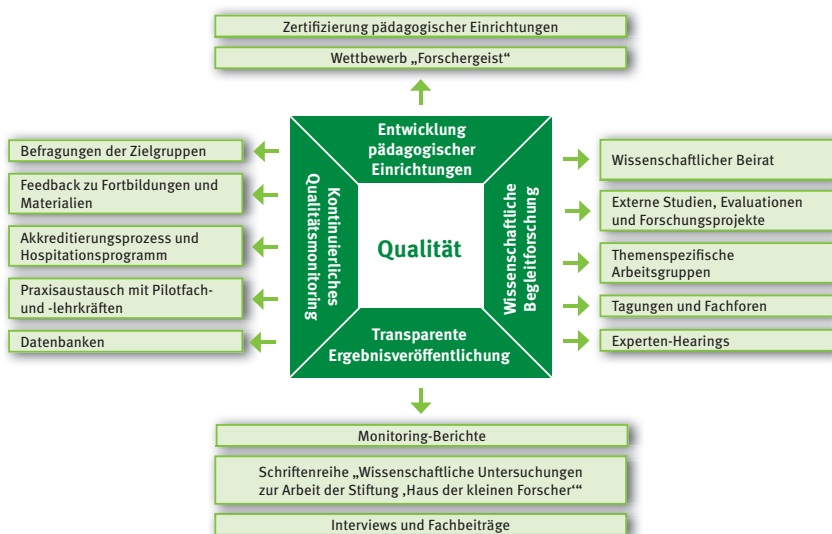 Zertifizierung pädagogischer Einrichtungen
Wettbewerb „Forschergeist“
Entwicklung
pädagogischer
Einrichtungen
Befragungen der Zielgruppen
Feedback zu Fortbildungen und
Materialien
Akkreditierungsprozess und
Hospitationsprogramm
Praxisaustausch mit Pilotfach-
und -lehrkräften
Datenbanken
Kontinuierliches
Qualitätsmonitoring
Qualität
Wissenschaftliche
Begleitforschung
Wissenschaftlicher Beirat
Externe Studien, Evaluationen
und Forschungsprojekte
Themenspezifische
Arbeitsgruppen
Tagungen und Fachforen
Experten-Hearings
Transparente
Ergebnisveröffentlichung
Monitoring-Berichte
Schriftenreihe „Wissenschaftliche Untersuchungen
zur Arbeit der Stiftung ‚Haus der kleinen Forscher‘“
Interviews und Fachbeiträge